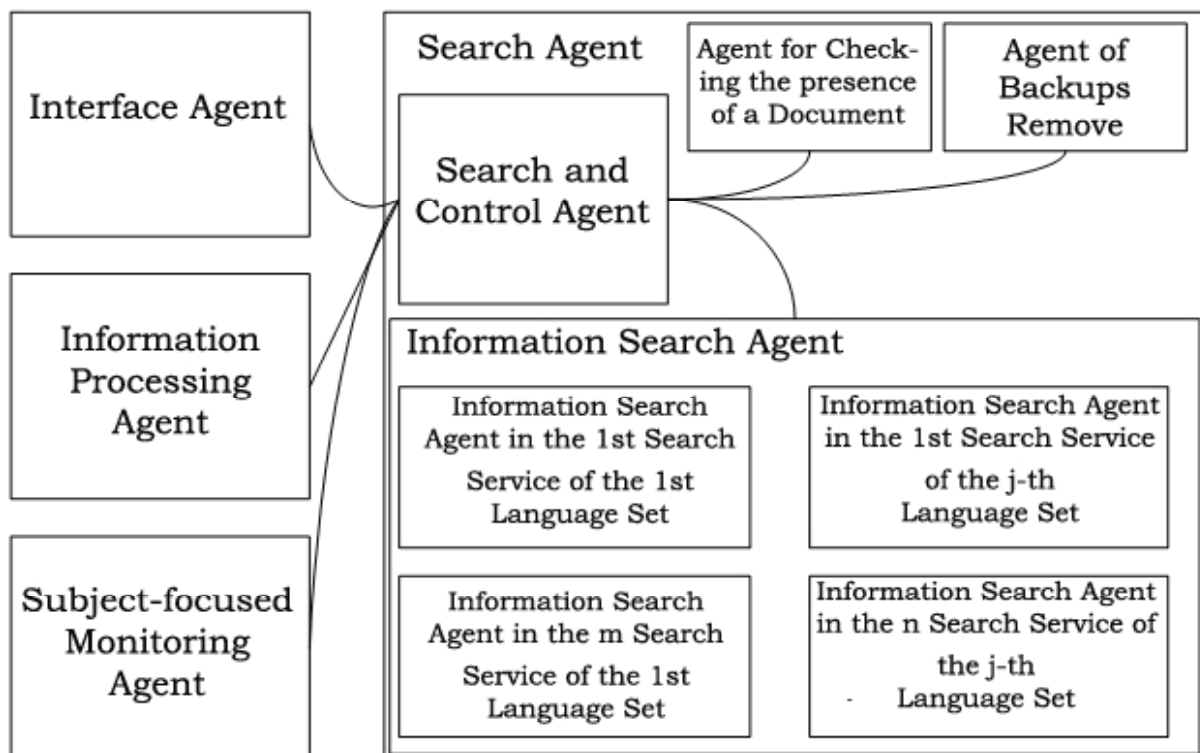 Interface Agent
Information
Processing
Agent
Subject-focused
Monitoring
Agent
Search Agent
Search and
Control Agent
Agent for Check-
ing the presence
of a Document
Agent of
Backups
Remove
Information Search Agent
Information Search
Agent in the 1st Search
Service of the 1st
Language Set
Information Search Agent
in the 1st Search Service
of the j-th
Language Set
Information Search
Agent in the m Search
Service of the 1st
Language Set
Information Search Agent
in the n Search Service of
the j-th
- Language Set